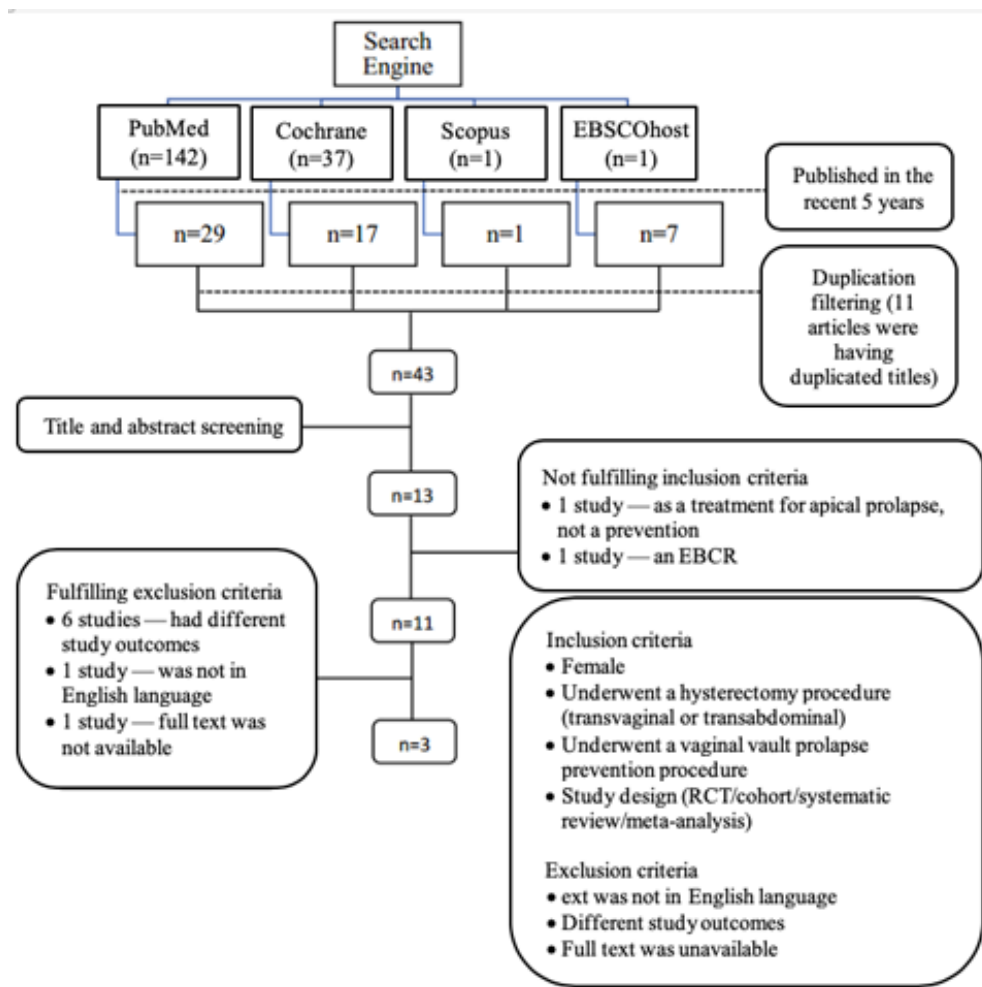 Search
Engine
PubMed
(n=142)
Cochrane
(n=37)
Scopus
(n=1)
EBSCOhost
(n=1)
Published in the
recent 5 years
n=29
n=17
n=1
n=7
Duplication
filtering (11
articles were
having
duplicated titles)
n=43
Title and abstract screening
n=13
Not fulfilling inclusion criteria
• 1 study — as a treatment for apical prolapse,
not a prevention
• 1 study — an EBCR
Fulfilling exclusion criteria
• 6 studies — had different
study outcomes
• 1 study — was not in
English language
• 1 study — full text was
not available
n=11
n=3
Inclusion criteria
• Female
• Underwent a hysterectomy procedure
(transvaginal or transabdominal)
• Underwent a vaginal vault prolapse
prevention procedure
• Study design (RCT/cohort/systematic
review/meta-analysis)
Exclusion criteria
• ext was not in English language
• Different study outcomes
• Full text was unavailable